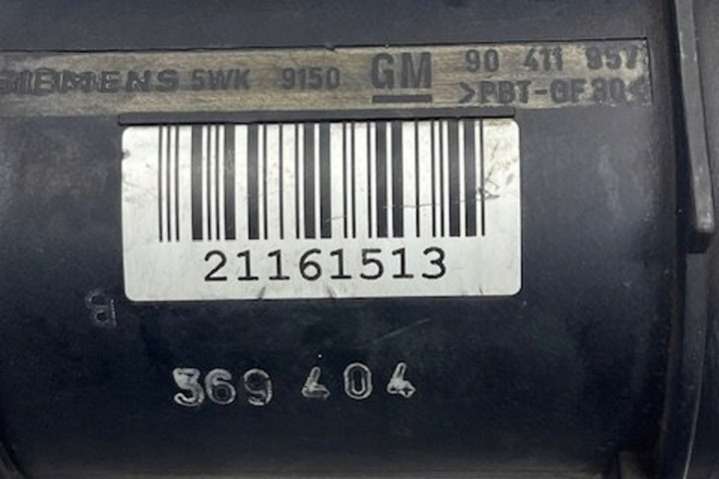 SIEMENS 5WK 9150 GM 90 411 957
>PBT-GF30<
21161513
369 404